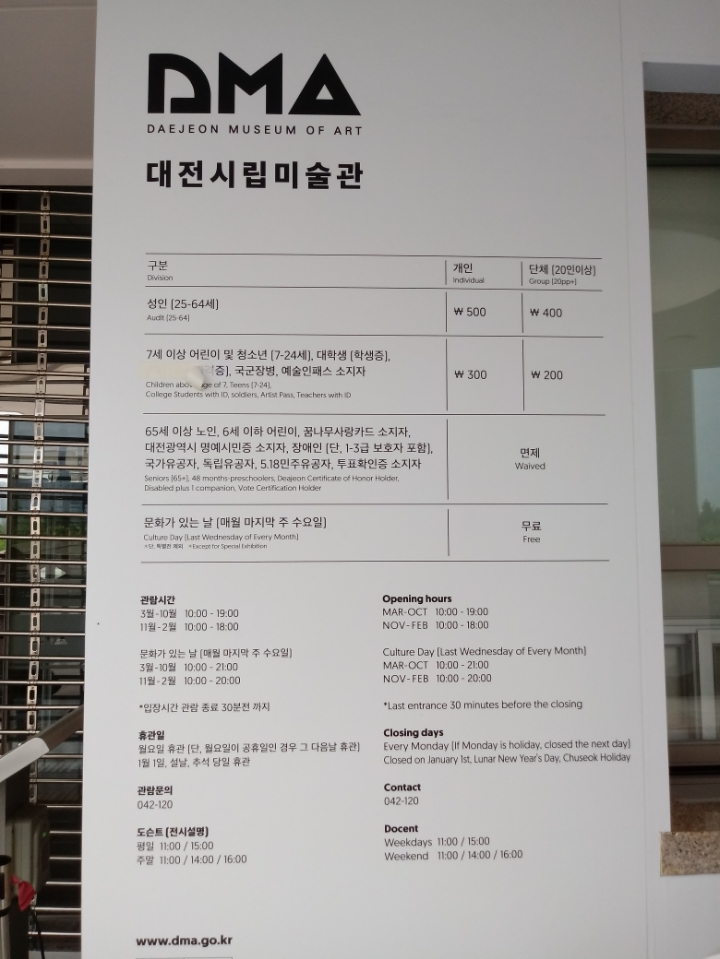 DMA
DAEJEON MUSEUM OF ART
대전시립미술관
구분 개인 단체 [20인이상]
Division Individual Group [20pp+]
성인 [25-64세] ₩ 500 ₩ 400
Audlt [25-64]
7세 이상 어린이 및 청소년 [7-24세], 대학생 [학생증],
증], 국군장병, 예술인패스 소지자 ₩ 300 ₩ 200
Children of 7, Teens [7-24],
College Students with ID, soldiers, Artist Pass, Teachers with ID
65세 이상 노인, 6세 이하 어린이, 꿈나무사랑카드 소지자,
대전광역시 명예시민증 소지자, 장애인 [단, 1-3급 보호자 포함], 면제
국가유공자, 독립유공자, 5.18민주유공자, 투표확인증 소지자 Waived
Seniors [65+], 48 months-preschoolers, Deajeon Certificate of Honor Holder,
Disabled plus 1 companion, Vote Certification Holder
문화가 있는 날 [매월 마지막 주 수요일] 무료
Culture Day [Last Wednesday of Every Month] Free
*단, 특별전 제외 *Except for Special Exhibition
관람시간
3월-10월 10:00 - 19:00
11월-2월 10:00 - 18:00
문화가 있는 날 [매월 마지막 주 수요일]
3월-10월 10:00 - 21:00
11월-2월 10:00 - 20:00
*입장시간 관람 종료 30분전 까지
휴관일
월요일 휴관 [단, 월요일이 공휴일인 경우 그 다음날 휴관]
1월 1일, 설날, 추석 당일 휴관
관람문의
042-120
도슨트 [전시설명]
평일 11:00 / 15:00
주말 11:00 / 14:00 / 16:00
Opening hours
MAR-OCT 10:00 - 19:00
NOV-FEB 10:00 - 18:00
Culture Day [Last Wednesday of Every Month]
MAR-OCT 10:00 - 21:00
NOV-FEB 10:00 - 20:00
*Last entrance 30 minutes before the closing
Closing days
Every Monday [If Monday is holiday, closed the next day]
Closed on January 1st, Lunar New Year's Day, Chuseok Holiday
Contact
042-120
Docent
Weekdays 11:00 / 15:00
Weekend 11:00 / 14:00 / 16:00
www.dma.go.kr